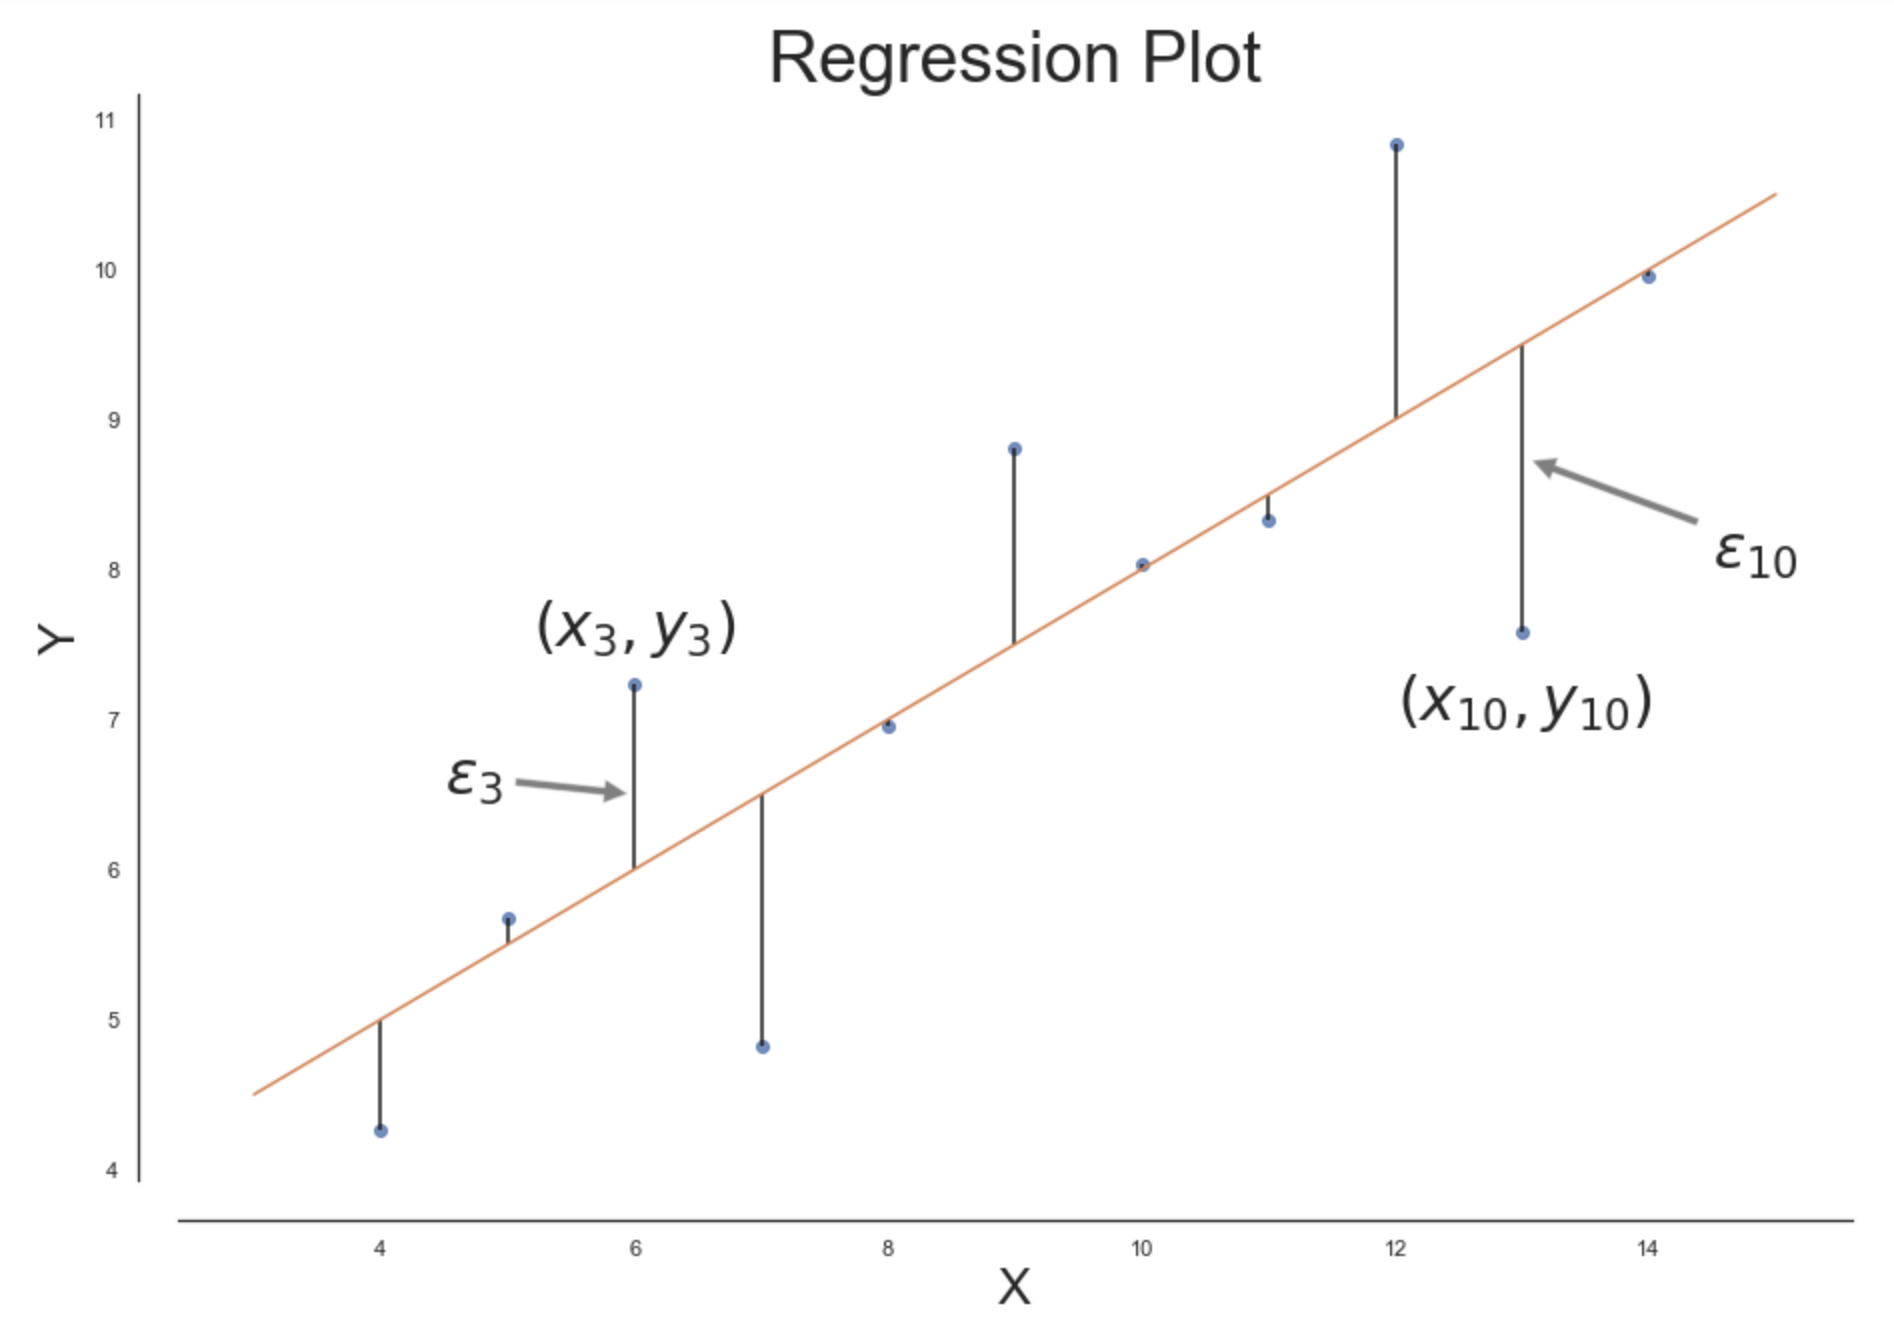 Regression Plot
11
10
9
8
7
6
5
4
Y
(x₃, y₃)
ε₃
ε₁₀
(x₁₀, y₁₀)
4 6 8 10 12 14
X